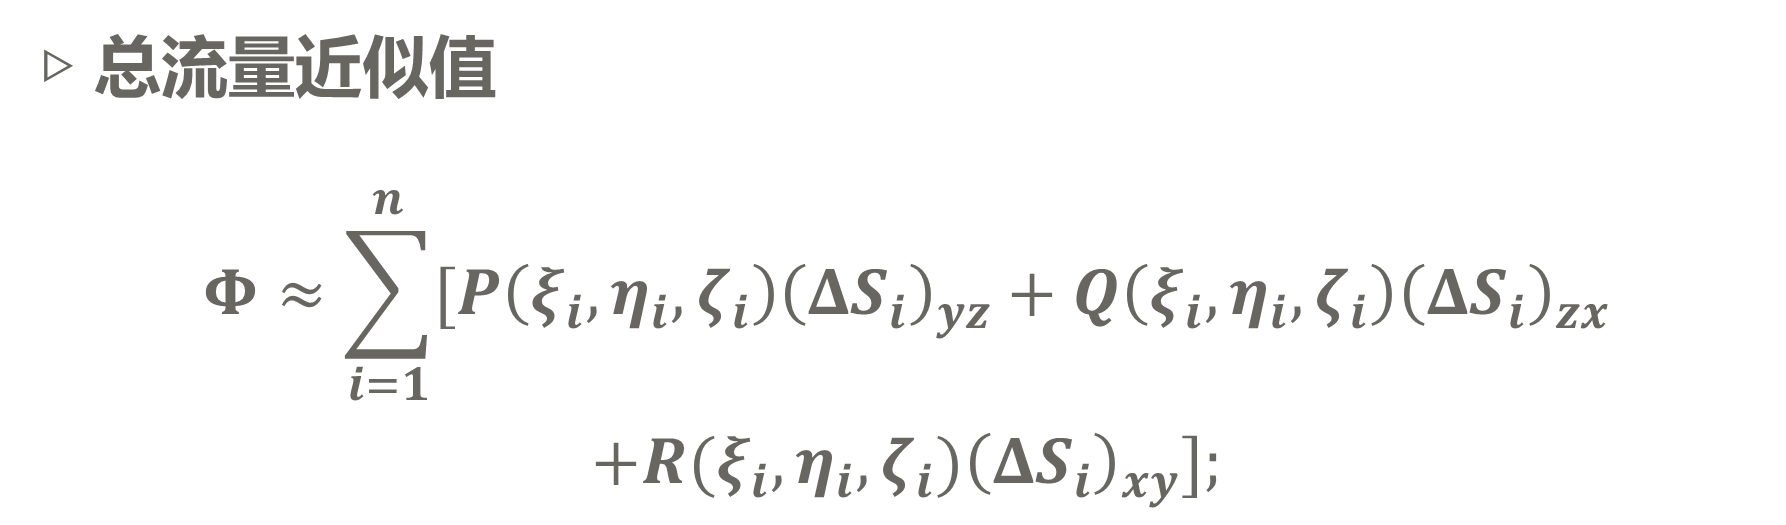 ▷ 总流量近似值
Φ ≈ ∑_{i=1}^{n} [P(ξ_i, η_i, ζ_i)(ΔS_i)_{yz} + Q(ξ_i, η_i, ζ_i)(ΔS_i)_{zx}
+R(ξ_i, η_i, ζ_i)(ΔS_i)_{xy}];